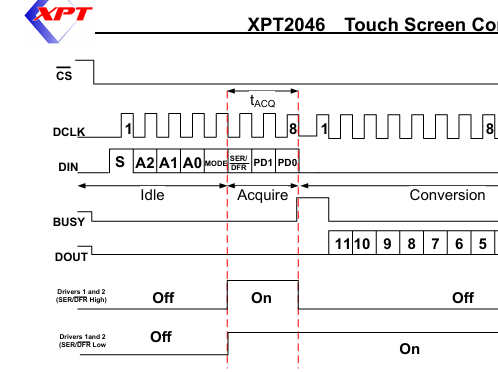 XPT
XPT2046 Touch Screen Co
CS
tACQ
DCLK 1 8 1 8
DIN S A2 A1 A0 MODE SER/DFR PD1 PD0
Idle Acquire Conversion
BUSY
DOUT 11 10 9 8 7 6 5
Drivers 1 and 2
(SER/DFR High)
Off On Off
Drivers 1and 2
(SER/DFR Low
Off On